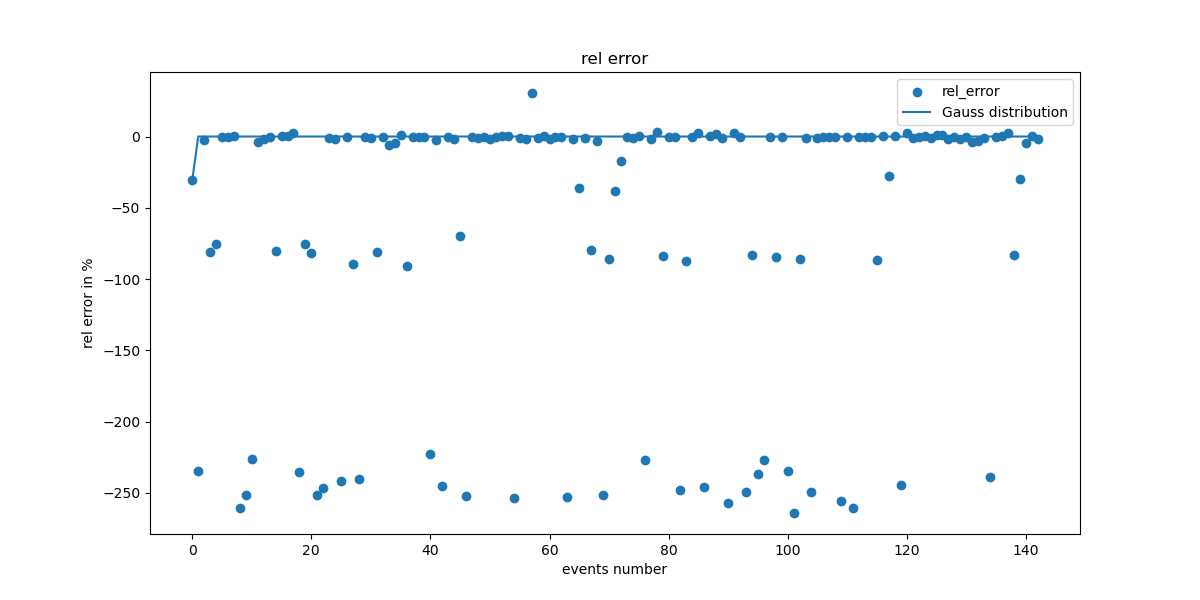 rel error
rel_error
Gauss distribution
rel error in %
0
−50
−100
−150
−200
−250
0 20 40 60 80 100 120 140
events number